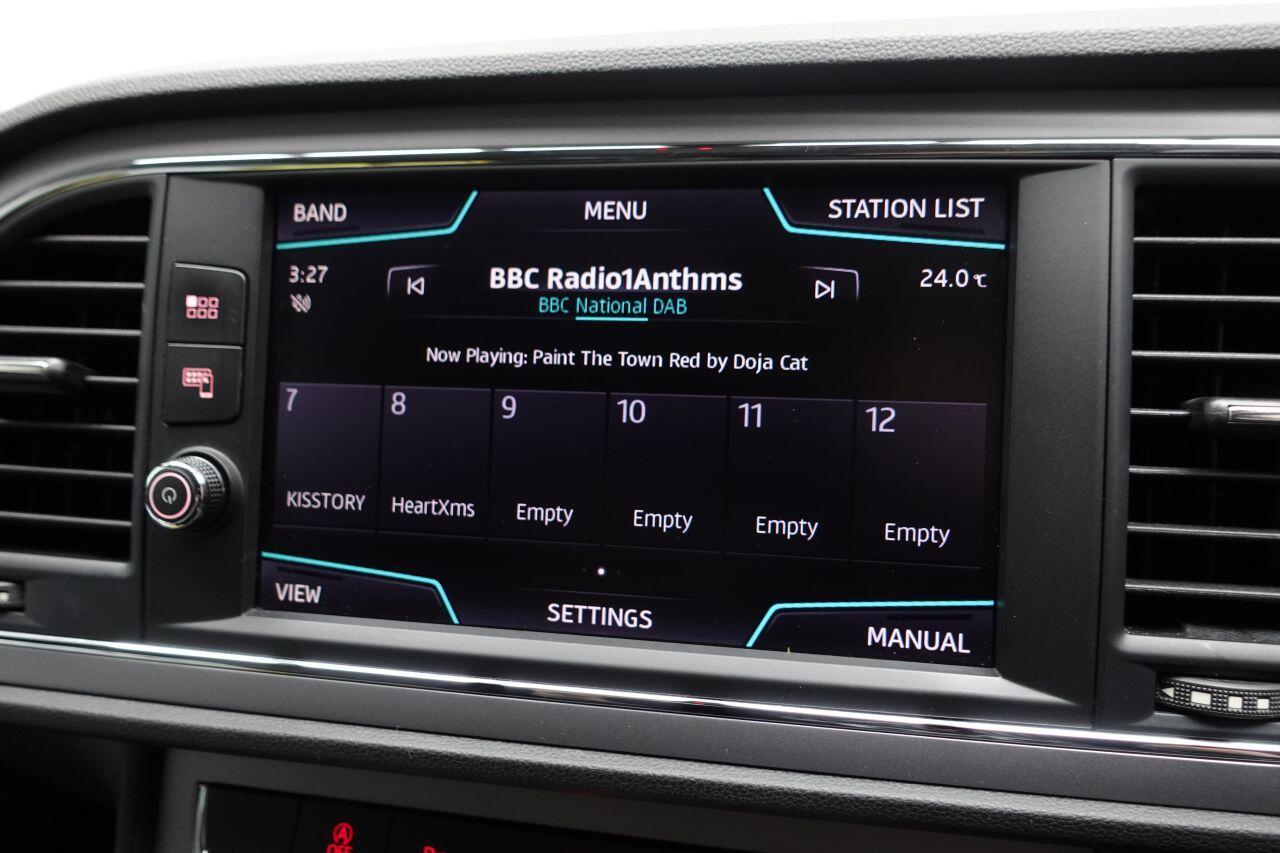 BAND
MENU
STATION LIST
3:27
BBC Radio1Anthms
24.0 ℃
BBC National DAB
Now Playing: Paint The Town Red by Doja Cat
7
8
9
10
11
12
KISSTORY
HeartXms
Empty
Empty
Empty
Empty
VIEW
SETTINGS
MANUAL
A
OFF